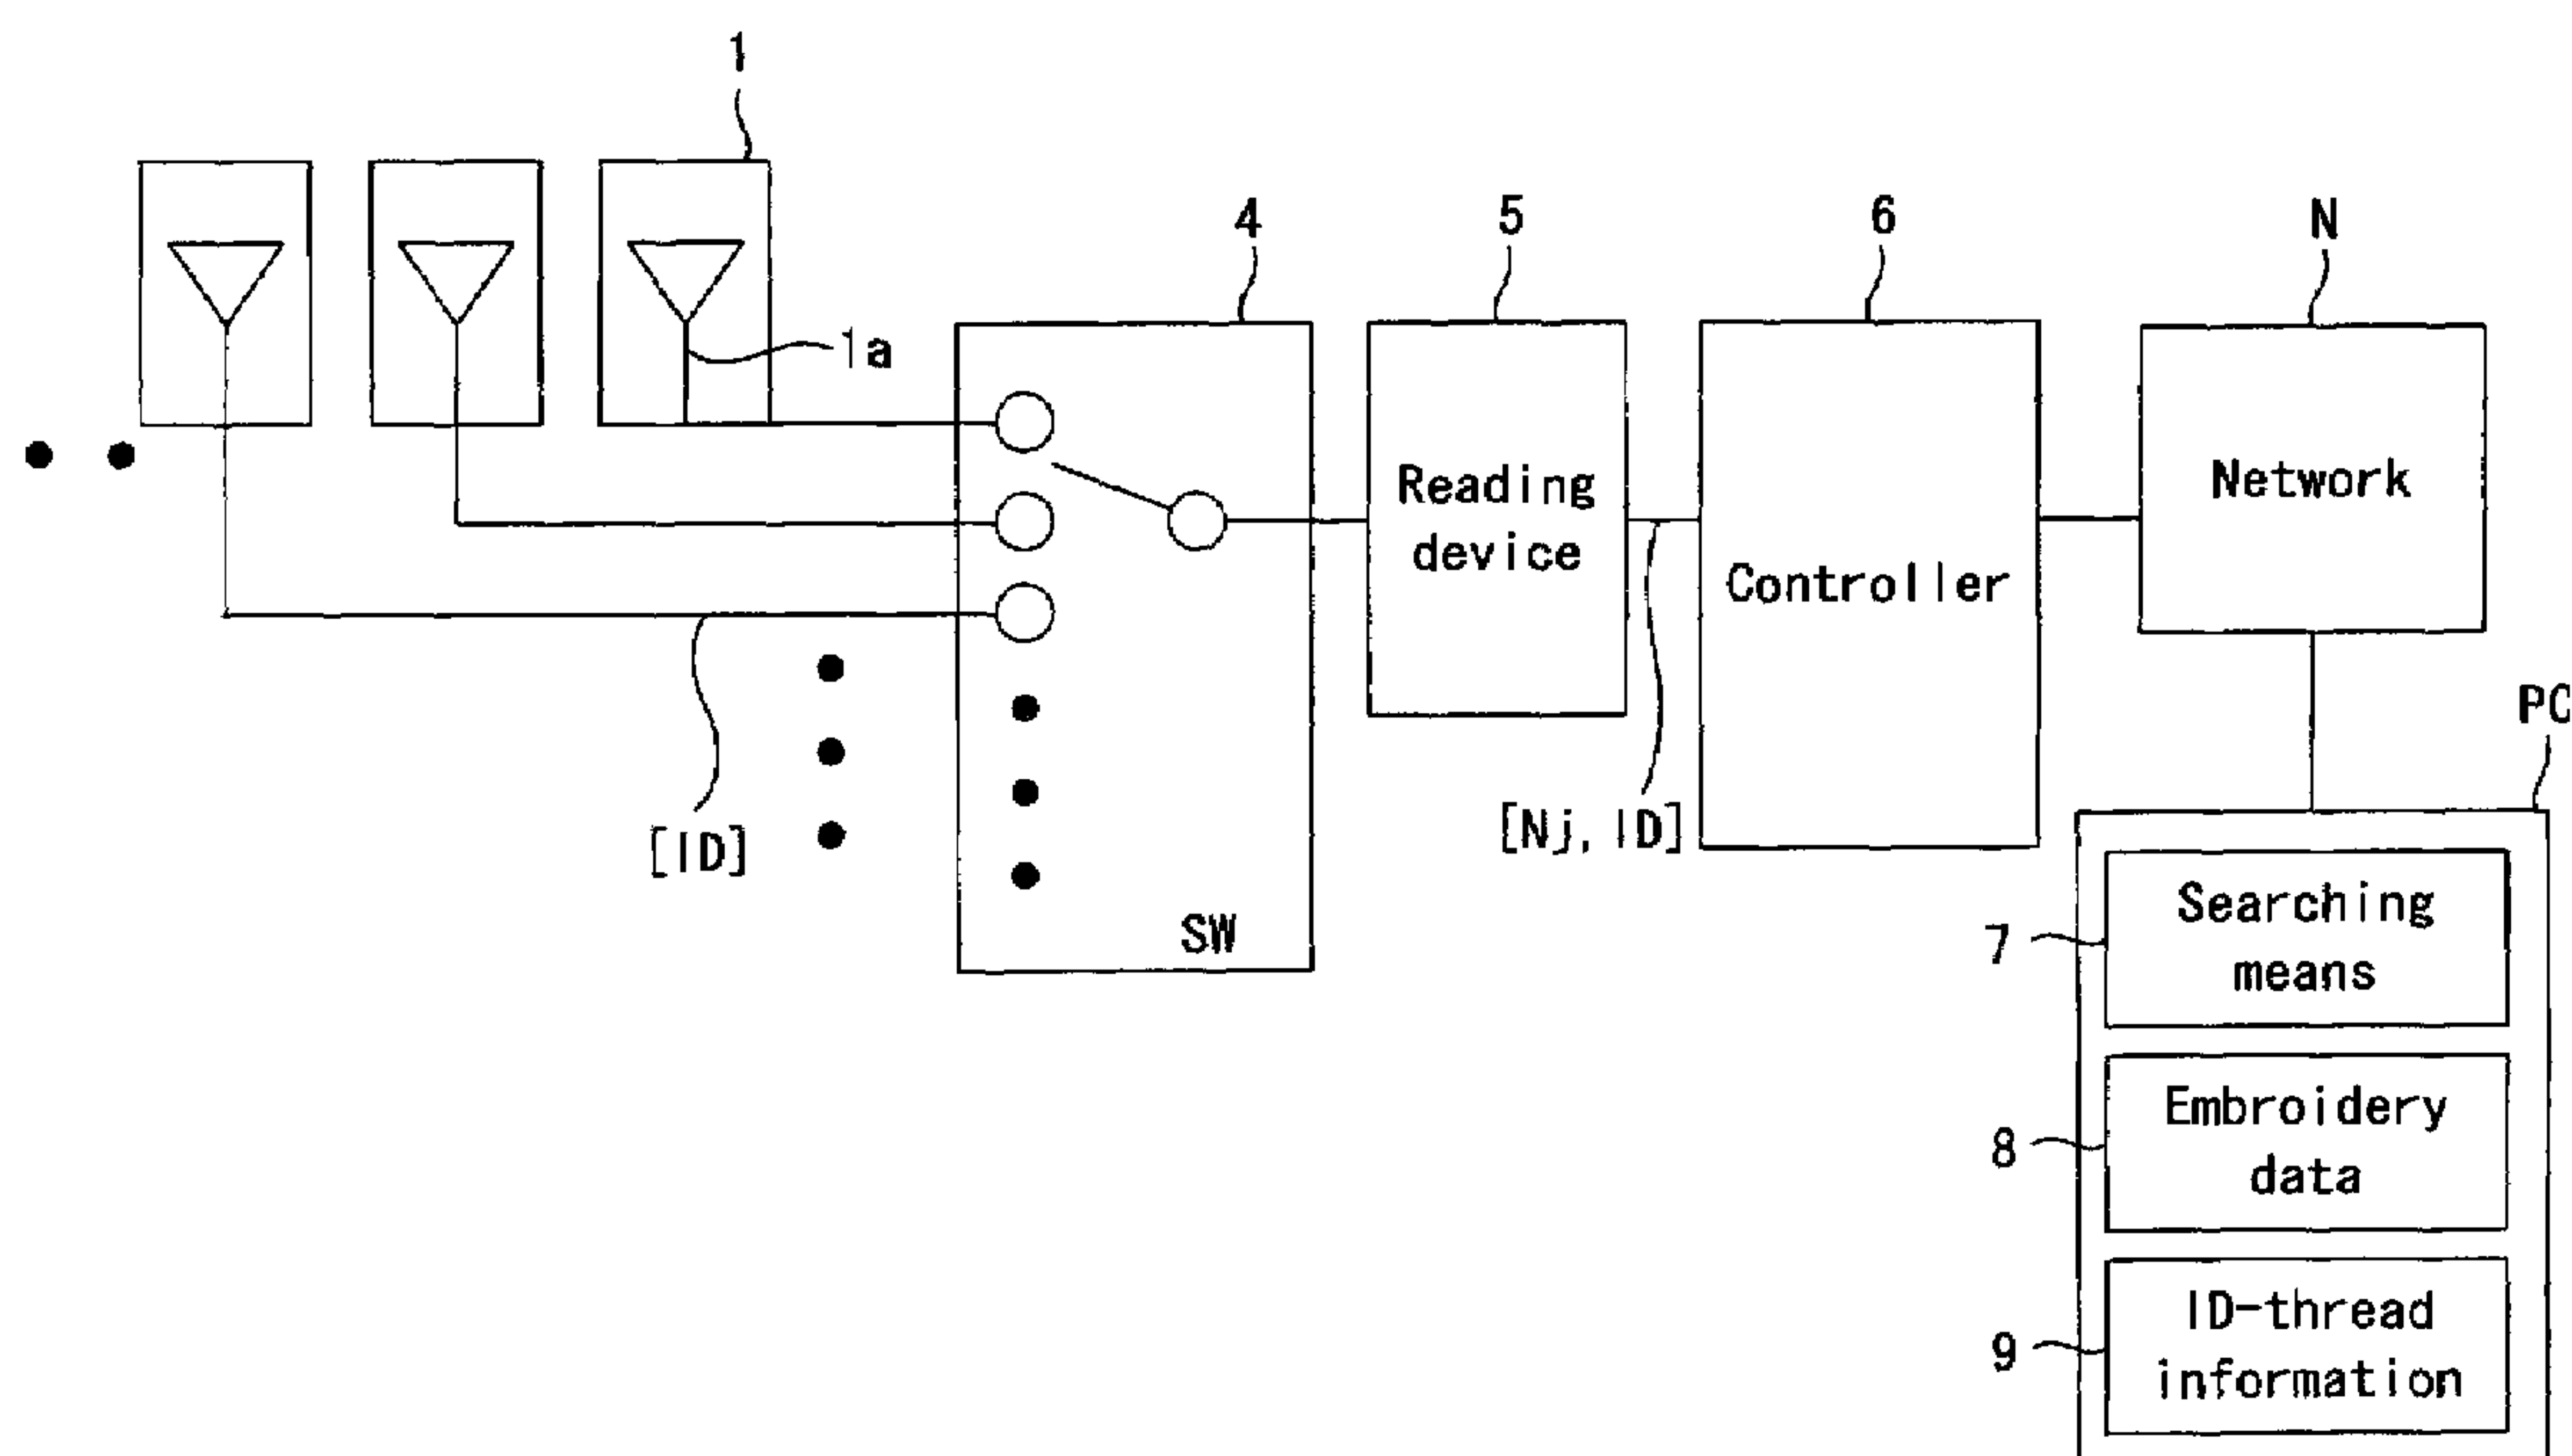 1
4
5
6
N
1a
Reading
device
Controller
Network
[ID]
[Nj, ID]
SW
PC
7
Searching
means
8
Embroidery
data
9
ID-thread
information